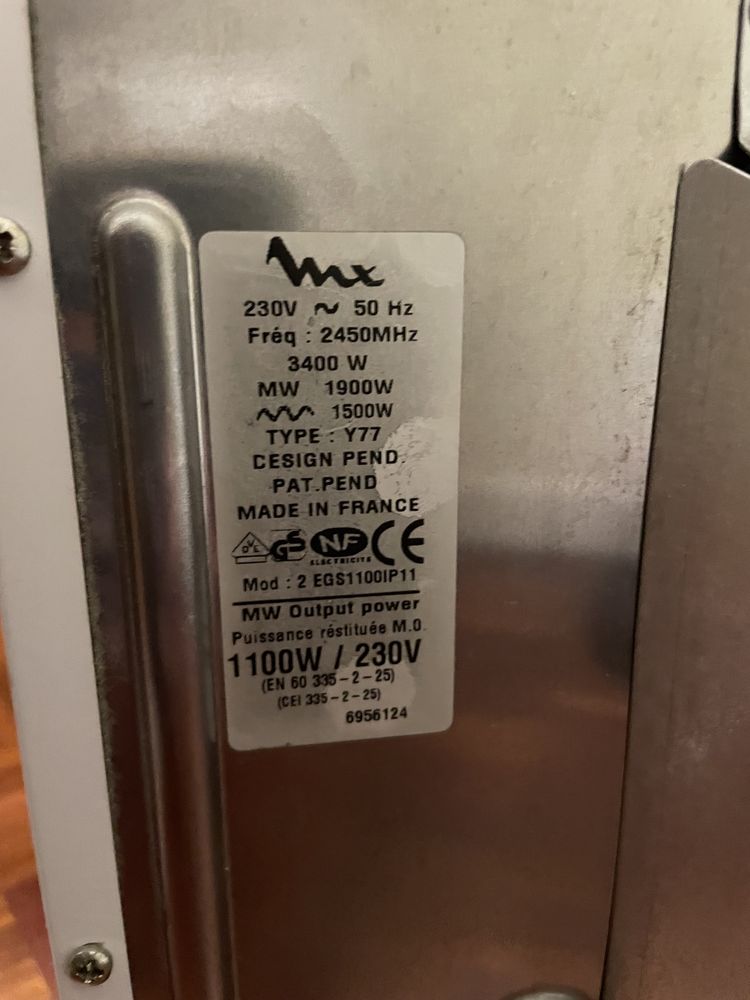 mx
230V ~ 50 Hz
Fréq : 2450MHz
3400 W
MW 1900W
1500W
TYPE : Y77
CESIGN PEND.
PAT.PEND
MADE IN FRANCE
DVE GS NF CE
ELECTRICITE
Mod : 2 EGS1100IP11
MW Output power
Puissance réstituée M.O.
1100W / 230V
(EN 60 335-2-25)
(CEI 335-2-25)
6956124